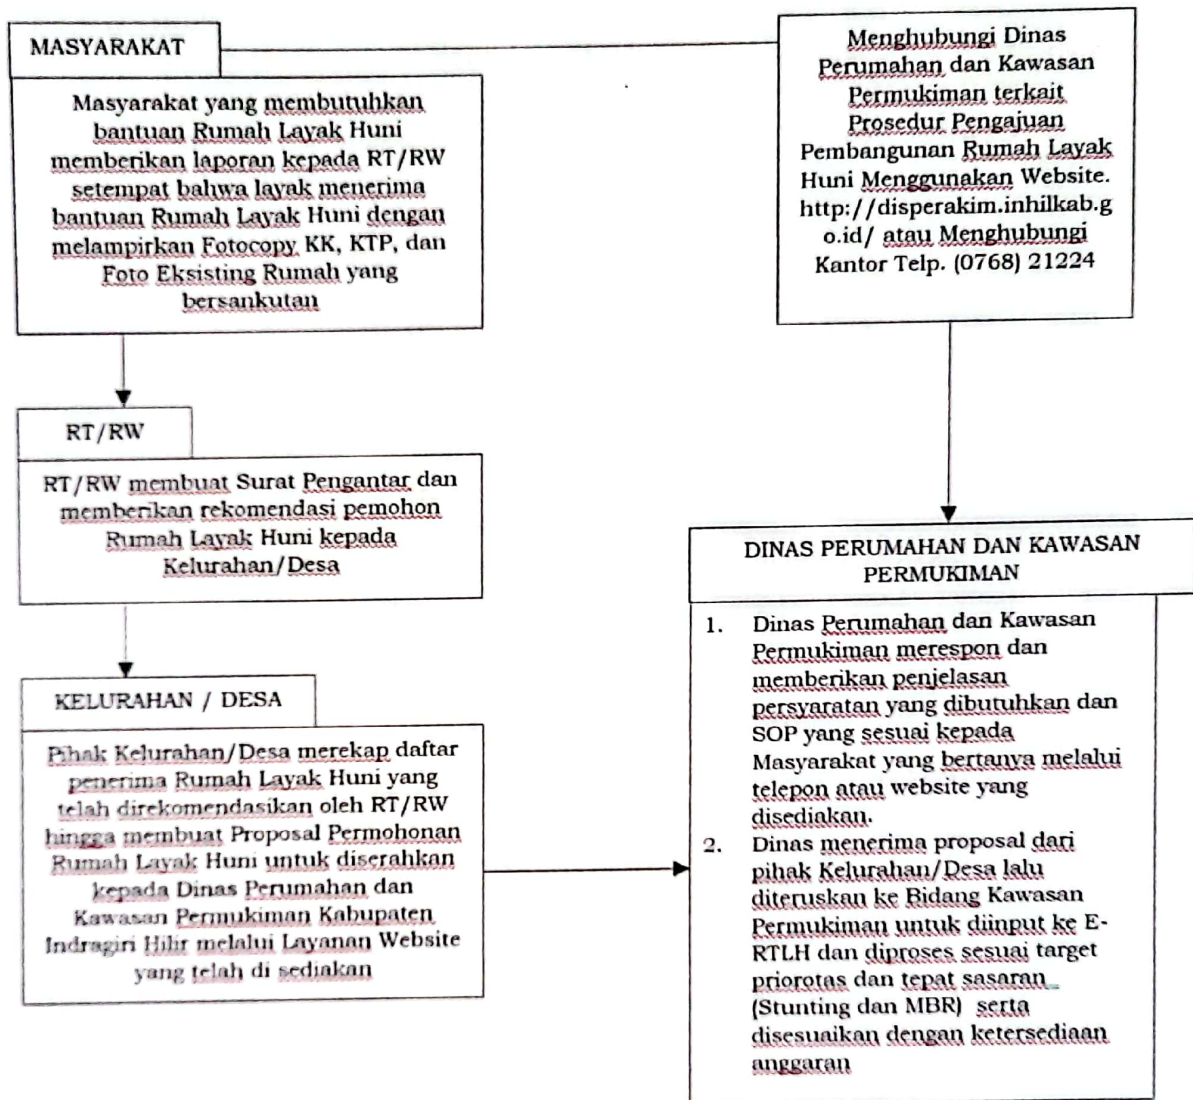 MASYARAKAT
Masyarakat yang membutuhkan
bantuan Rumah Layak Huni
memberikan laporan kepada RT/RW
setempat bahwa layak menerima
bantuan Rumah Layak Huni dengan
melampirkan Fotocopy KK, KTP, dan
Foto Eksisting Rumah yang
bersankutan
Menghubungi Dinas
Perumahan dan Kawasan
Permukiman terkait
Prosedur Pengajuan
Pembangunan Rumah Layak
Huni Menggunakan Website.
http://disperakim.inhilkab.g
o.id/ atau Menghubungi
Kantor Telp. (0768) 21224
RT/RW
RT/RW membuat Surat Pengantar dan
memberikan rekomendasi pemohon
Rumah Layak Huni kepada
Kelurahan/Desa
KELURAHAN / DESA
Pihak Kelurahan/Desa merekap daftar
penerima Rumah Layak Huni yang
telah direkomendasikan oleh RT/RW
hingga membuat Proposal Permohonan
Rumah Layak Huni untuk diserahkan
kepada Dinas Perumahan dan
Kawasan Permukiman Kabupaten
Indragiri Hilir melalui Layanan Website
yang telah di sediakan
DINAS PERUMAHAN DAN KAWASAN
PERMUKIMAN
1. Dinas Perumahan dan Kawasan
Permukiman merespon dan
memberikan penjelasan
persyaratan yang dibutuhkan dan
SOP yang sesuai kepada
Masyarakat yang bertanya melalui
telepon atau website yang
disediakan.
2. Dinas menerima proposal dari
pihak Kelurahan/Desa lalu
diteruskan ke Bidang Kawasan
Permukiman untuk diinput ke E-
RTLH dan diproses sesuai target
priorotas dan tepat sasaran
(Stunting dan MBR) serta
disesuaikan dengan ketersediaan
anggaran